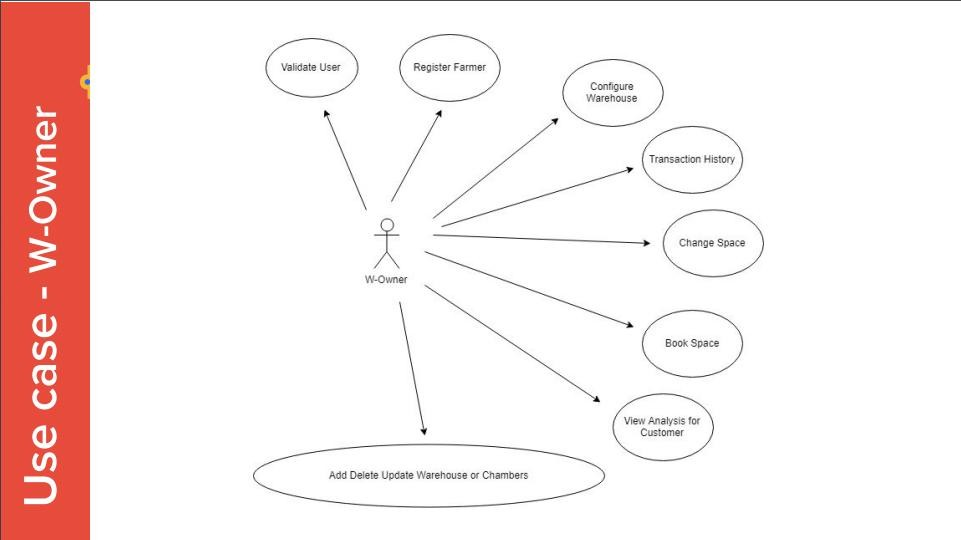 Use case - W-Owner
Validate User
Register Farmer
Configure
Warehouse
Transaction History
Change Space
W-Owner
Book Space
View Analysis for
Customer
Add Delete Update Warehouse or Chambers